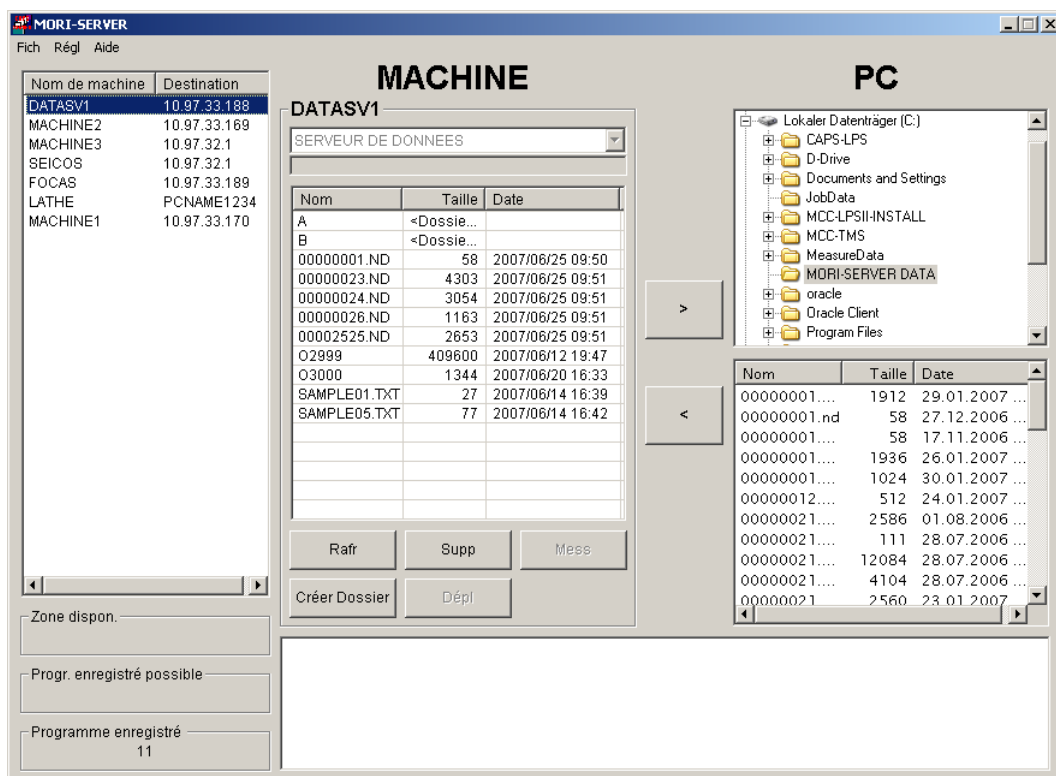 MORI-SERVER
Fich Régl Aide
MACHINE
PC
Nom de machine Destination
DATASV1 10.97.33.188
MACHINE2 10.97.33.169
MACHINE3 10.97.32.1
SEICOS 10.97.32.1
FOCAS 10.97.33.189
LATHE PCNAME1234
MACHINE1 10.97.33.170
DATASV1
SERVEUR DE DONNEES
Nom Taille Date
A <Dossie...
B <Dossie...
00000001.ND 58 2007/06/25 09:50
00000023.ND 4303 2007/06/25 09:51
00000024.ND 3054 2007/06/25 09:51
00000026.ND 1163 2007/06/25 09:51
00002525.ND 2653 2007/06/25 09:51
O2999 409600 2007/06/12 19:47
O3000 1344 2007/06/20 16:33
SAMPLE01.TXT 27 2007/06/14 16:39
SAMPLE05.TXT 77 2007/06/14 16:42
Rafr Supp Mess
Créer Dossier Dépl
>
<
Lokaler Datenträger (C:)
CAPS-LPS
D-Drive
Documents and Settings
JobData
MCC-LPSII-INSTALL
MCC-TMS
MeasureData
MORI-SERVER DATA
oracle
Oracle Client
Program Files
Nom Taille Date
00000001.... 1912 29.01.2007 ...
00000001.nd 58 27.12.2006 ...
00000001.... 58 17.11.2006 ...
00000001.... 1936 26.01.2007 ...
00000001.... 1024 30.01.2007 ...
00000012.... 512 24.01.2007 ...
00000021.... 2586 01.08.2006 ...
00000021.... 111 28.07.2006 ...
00000021.... 12084 28.07.2006 ...
00000021.... 4104 28.07.2006 ...
00000021 2560 23.01.2007
Zone dispon.
Progr. enregistré possible
Programme enregistré
11